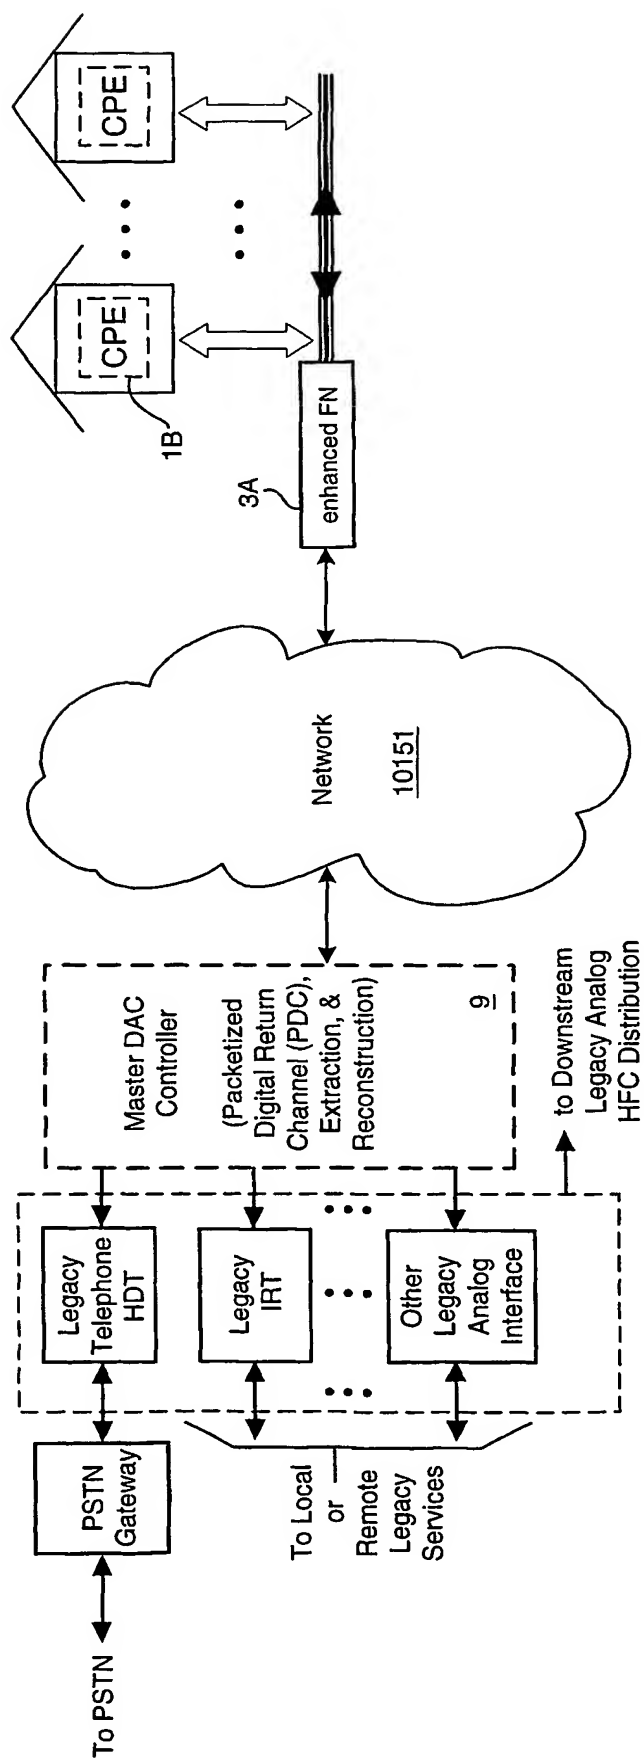 To PSTN
PSTN
Gateway
Legacy
Telephone
HDT
Legacy
IRT
Other
Legacy
Analog
Interface
To Local
or
Remote
Legacy
Services
Master DAC
Controller
(Packetized
Digital Return
Channel (PDC),
Extraction, &
Reconstruction)
9
to Downstream
Legacy Analog
HFC Distribution
Network
10151
3A
enhanced FN
1B
CPE
CPE